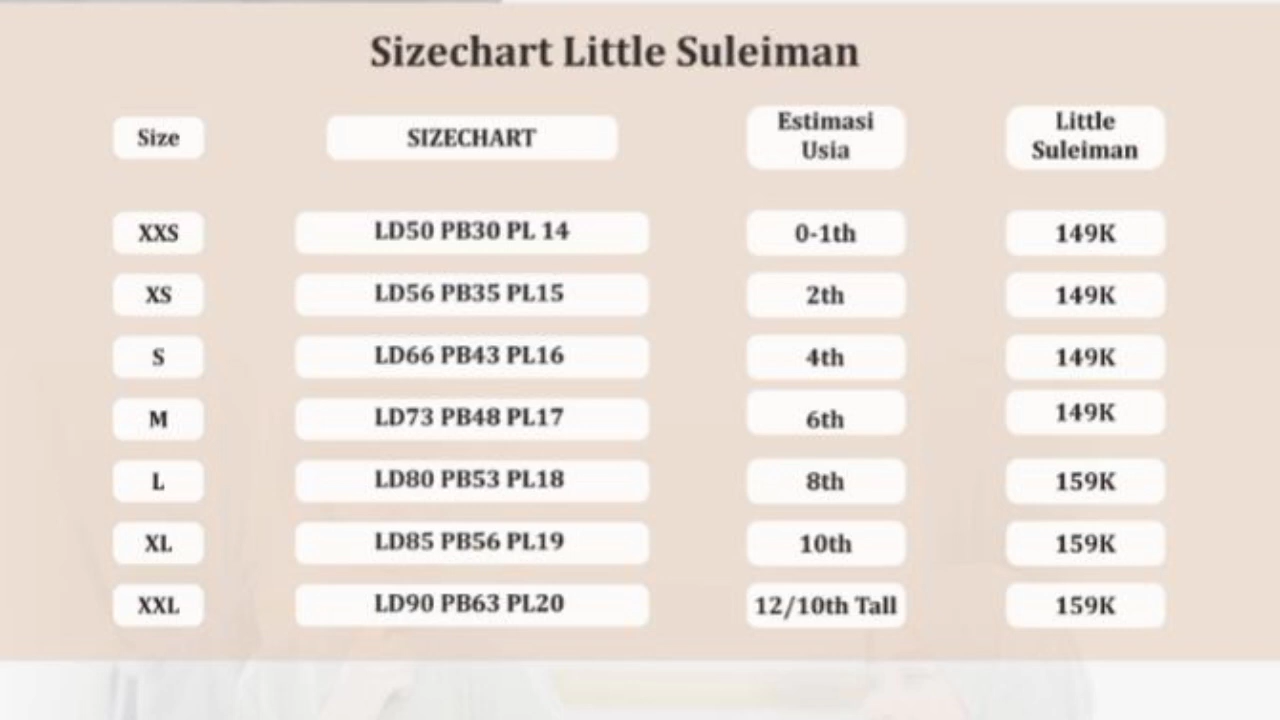 Sizechart Little Suleiman
Size SIZECHART Estimasi Usia Little Suleiman
XXS LD50 PB30 PL 14 0-1th 149K
XS LD56 PB35 PL15 2th 149K
S LD66 PB43 PL16 4th 149K
M LD73 PB48 PL17 6th 149K
L LD80 PB53 PL18 8th 159K
XL LD85 PB56 PL19 10th 159K
XXL LD90 PB63 PL20 12/10th Tall 159K